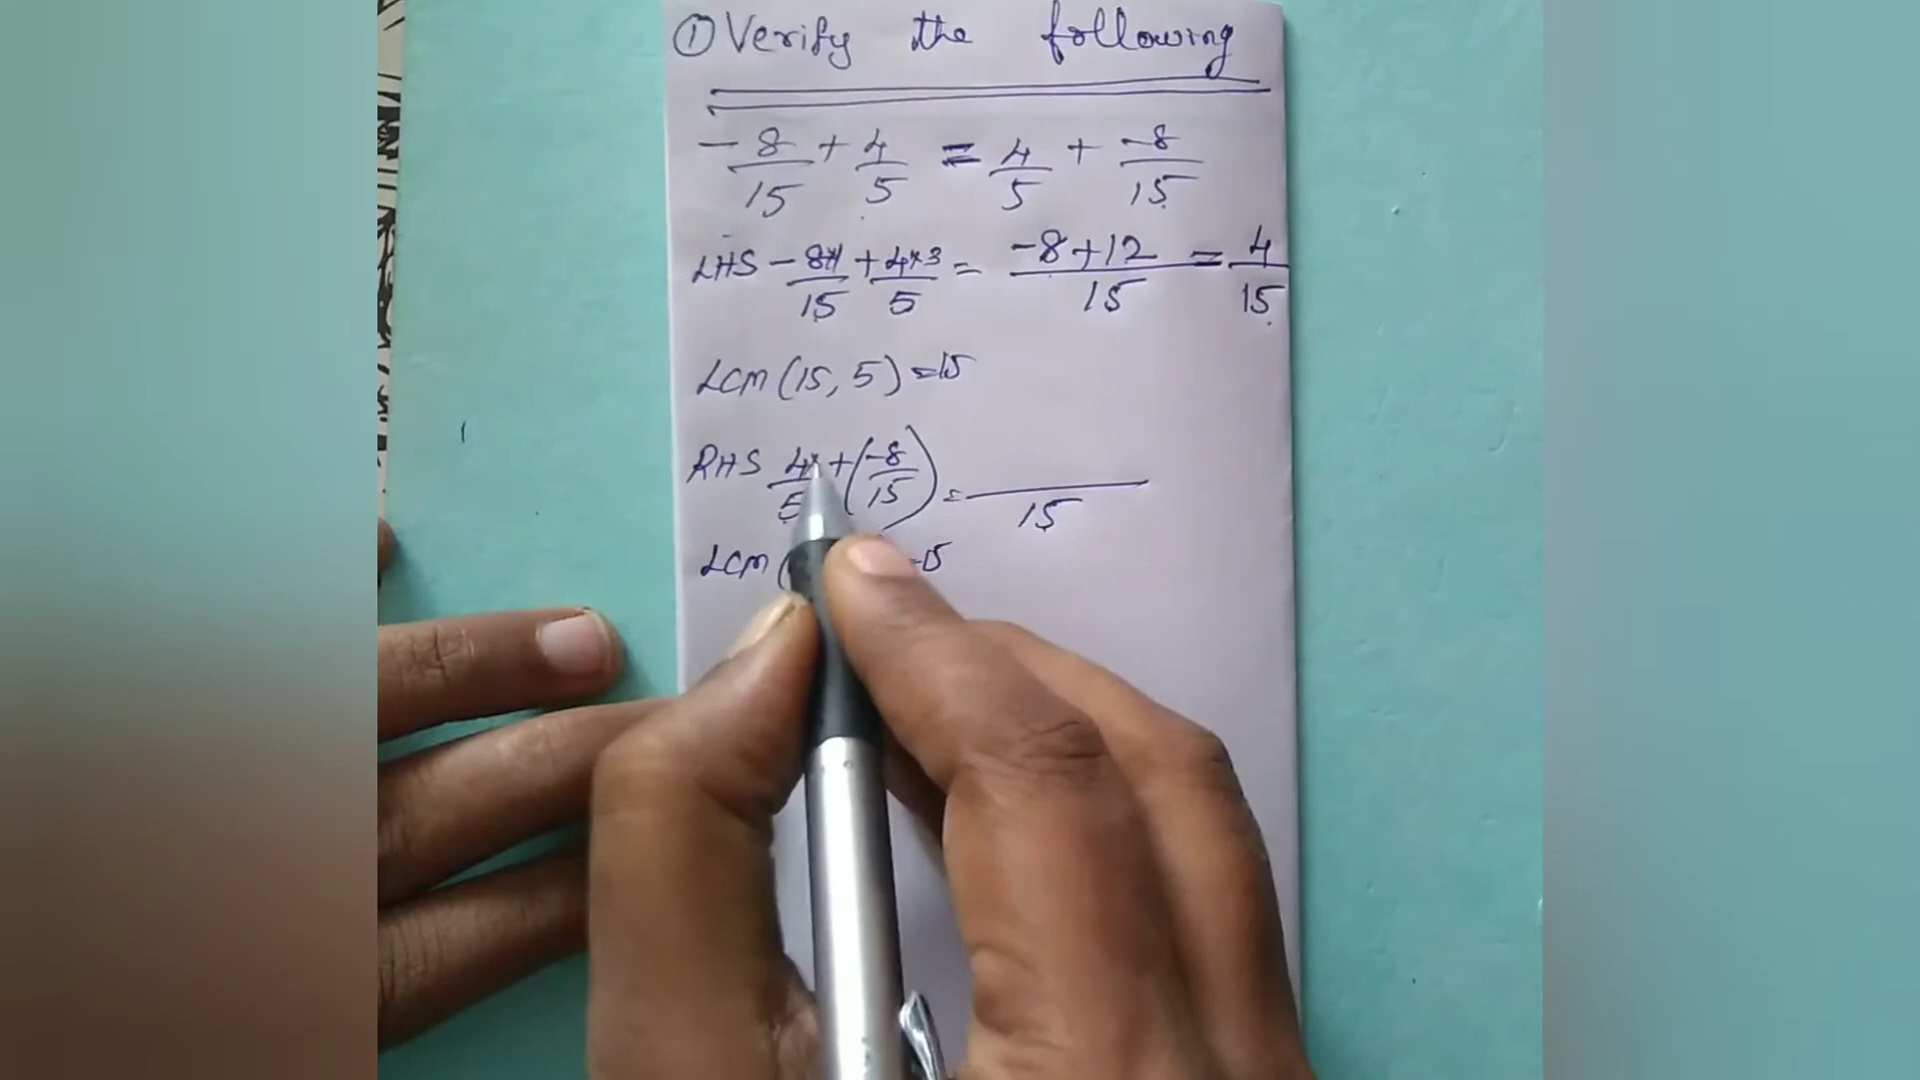 ① Verify the following
-8/15 + 4/5 = 4/5 + -8/15
LHS -8×1/15 + 4×3/5 = -8+12/15 = 4/15
LCM (15, 5) = 15
RHS 4×/5 + (-8/15) = /15
LCM ( =15